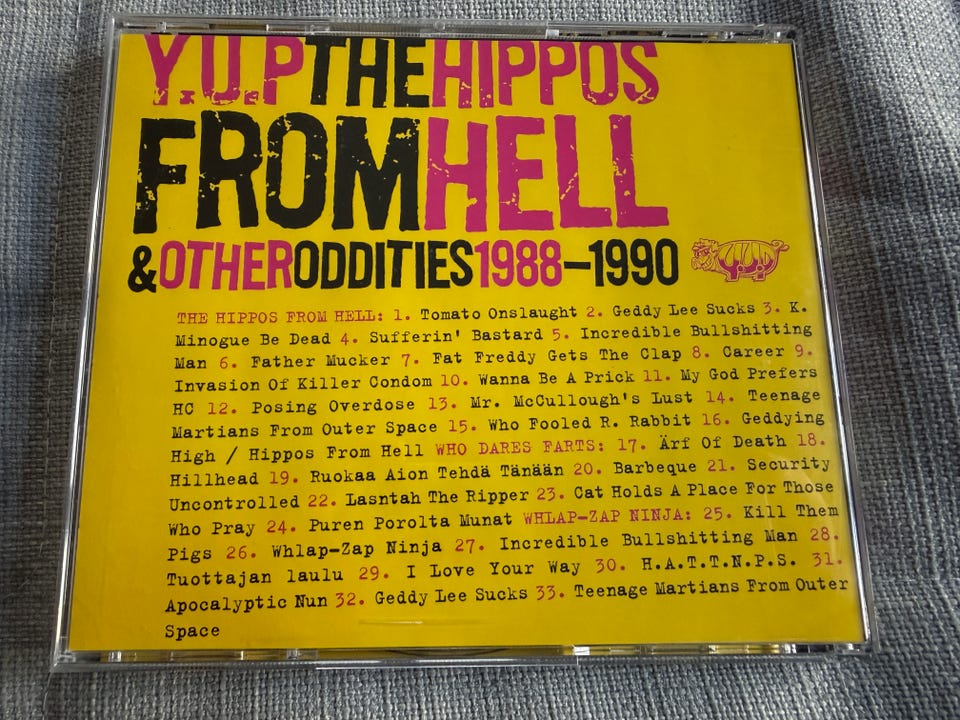 Y.U.P THE HIPPOS
FROM HELL
& OTHER ODDITIES 1988–1990
Y.U.P
THE HIPPOS FROM HELL: 1. Tomato Onslaught 2. Geddy Lee Sucks 3. K.
Minogue Be Dead 4. Sufferin' Bastard 5. Incredible Bullshitting
Man 6. Father Mucker 7. Fat Freddy Gets The Clap 8. Career 9.
Invasion Of Killer Condom 10. Wanna Be A Prick 11. My God Prefers
HC 12. Posing Overdose 13. Mr. McCullough's Lust 14. Teenage
Martians From Outer Space 15. Who Fooled R. Rabbit 16. Geddying
High / Hippos From Hell WHO DARES FARTS: 17. Ärf Of Death 18.
Hillhead 19. Ruokaa Aion Tehdä Tänään 20. Barbeque 21. Security
Uncontrolled 22. Lasntah The Ripper 23. Cat Holds A Place For Those
Who Pray 24. Puren Porolta Munat WHLAP-ZAP NINJA: 25. Kill Them
Pigs 26. Whlap-Zap Ninja 27. Incredible Bullshitting Man 28.
Tuottajan laulu 29. I Love Your Way 30. H.A.T.T.N.P.S. 31.
Apocalyptic Nun 32. Geddy Lee Sucks 33. Teenage Martians From Outer
Space